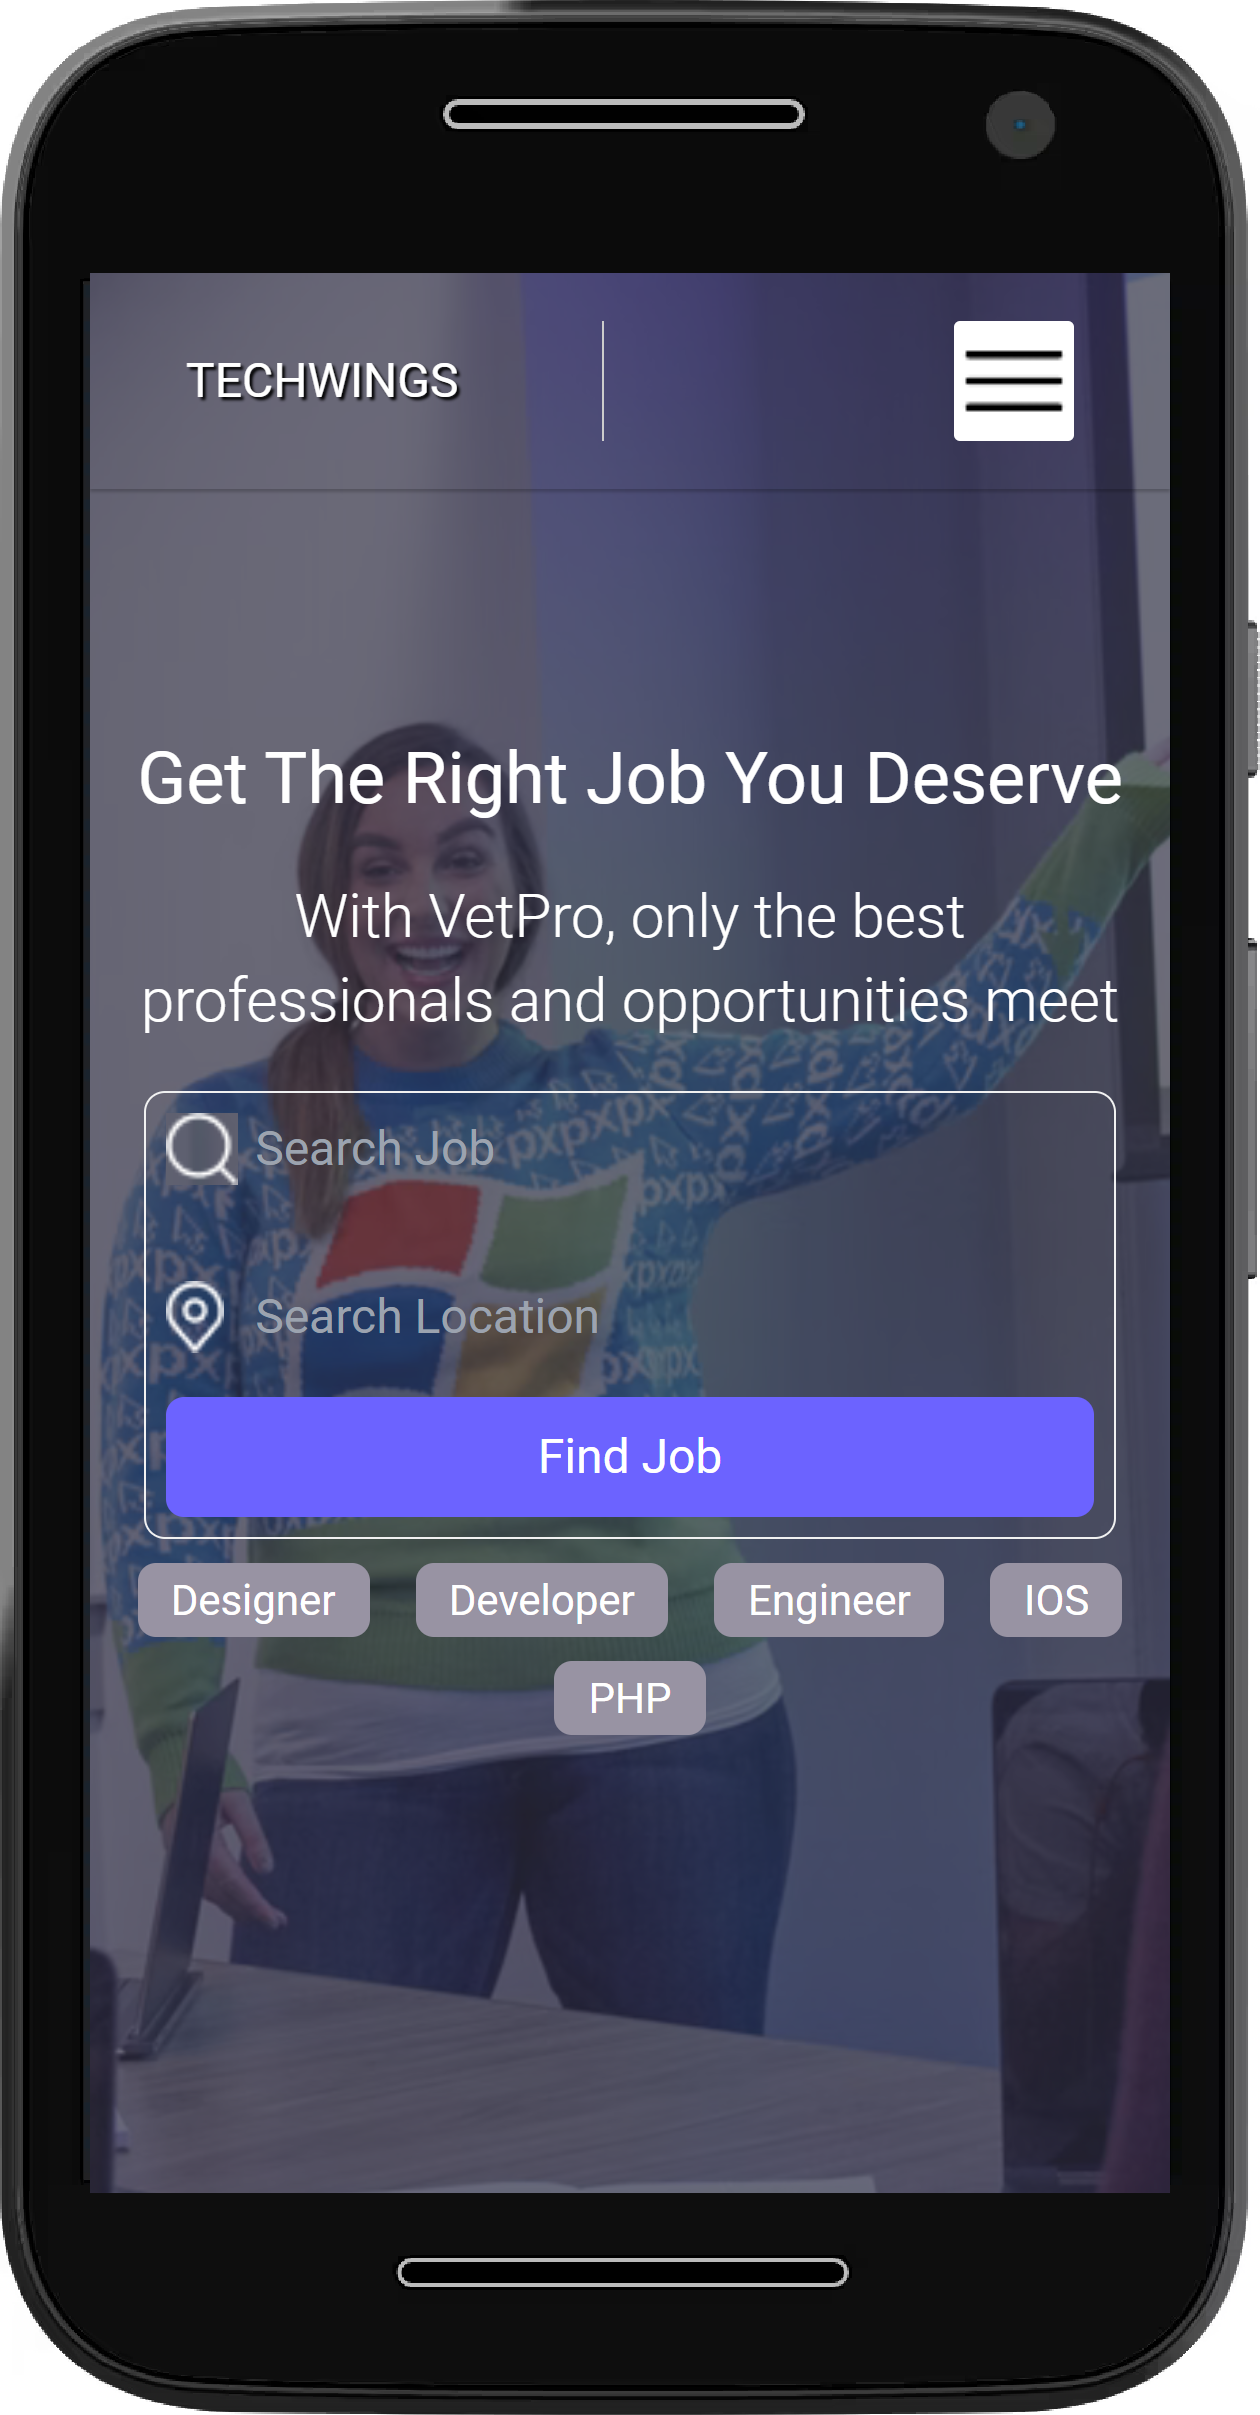 TECHWINGS
Get The Right Job You Deserve
With VetPro, only the best
professionals and opportunities meet
Search Job
Search Location
Find Job
Designer Developer Engineer IOS
PHP